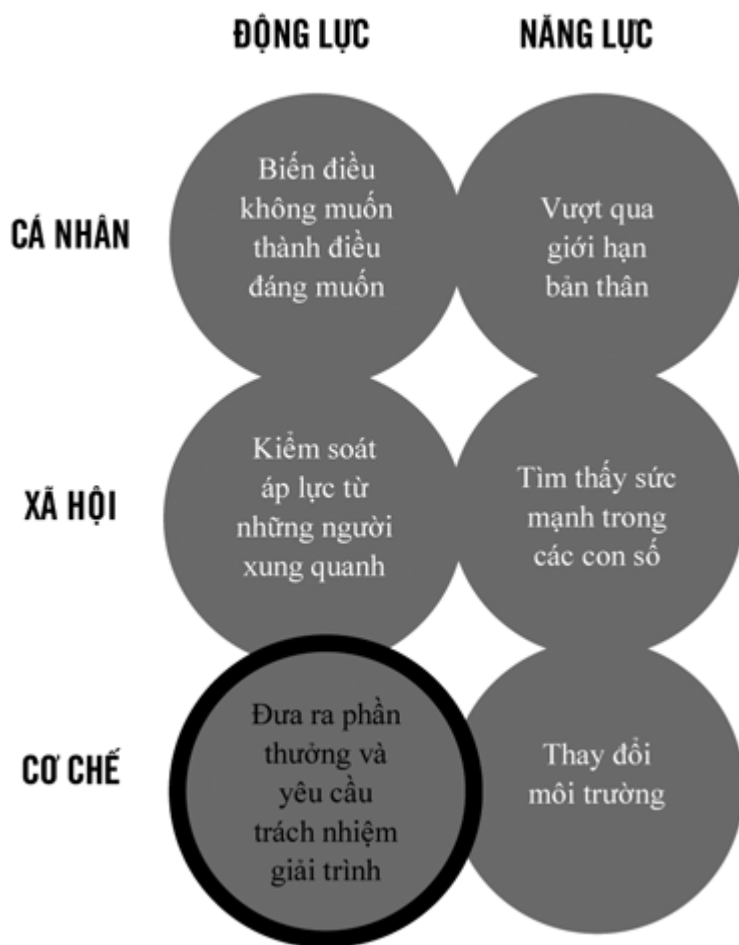 ĐỘNG LỰC
NĂNG LỰC
CÁ NHÂN
Biến điều
không muốn
thành điều
đáng muốn
Vượt qua
giới hạn
bản thân
XÃ HỘI
Kiểm soát
áp lực từ
những người
xung quanh
Tìm thấy sức
mạnh trong
các con số
CƠ CHẾ
Đưa ra phần
thưởng và
yêu cầu
trách nhiệm
giải trình
Thay đổi
môi trường